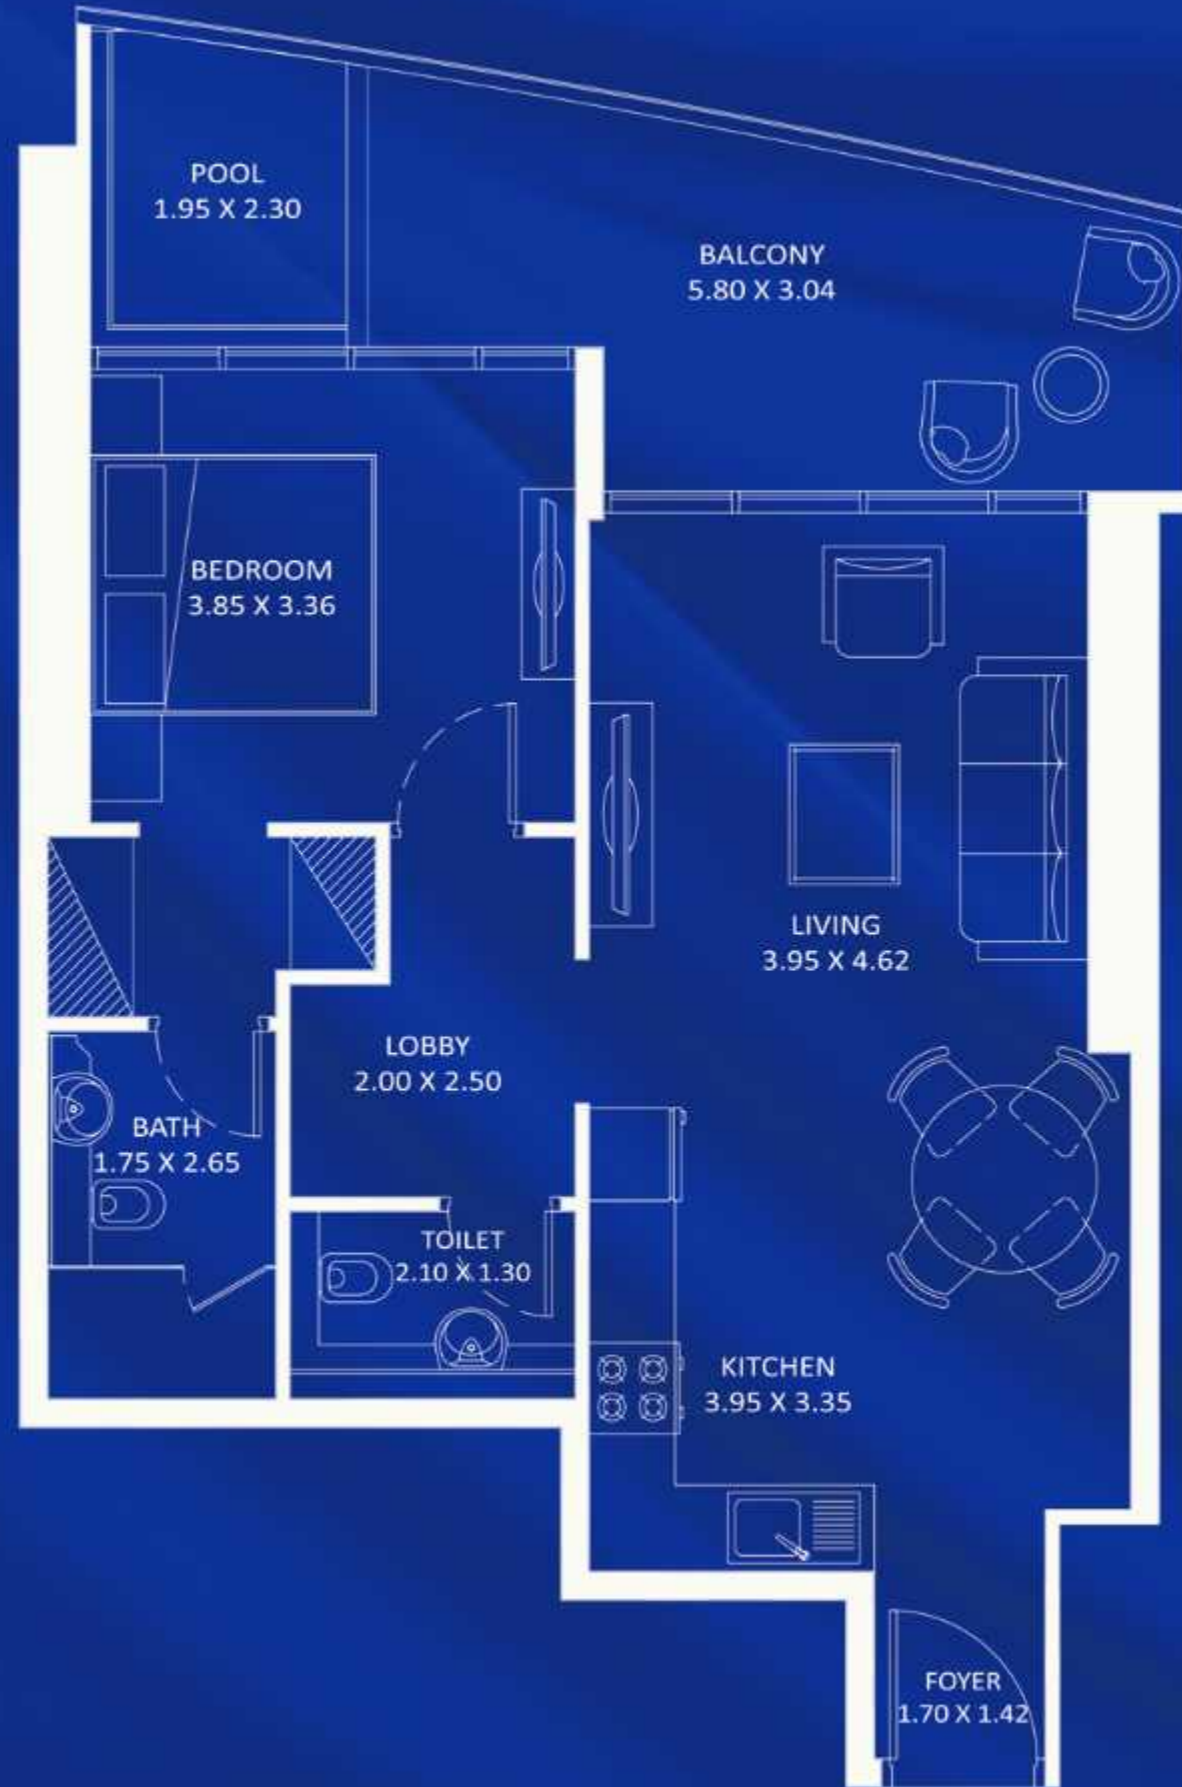 POOL
1.95 X 2.30
BALCONY
5.80 X 3.04
BEDROOM
3.85 X 3.36
LIVING
3.95 X 4.62
LOBBY
2.00 X 2.50
BATH
1.75 X 2.65
TOILET
2.10 X 1.30
KITCHEN
3.95 X 3.35
FOYER
1.70 X 1.42